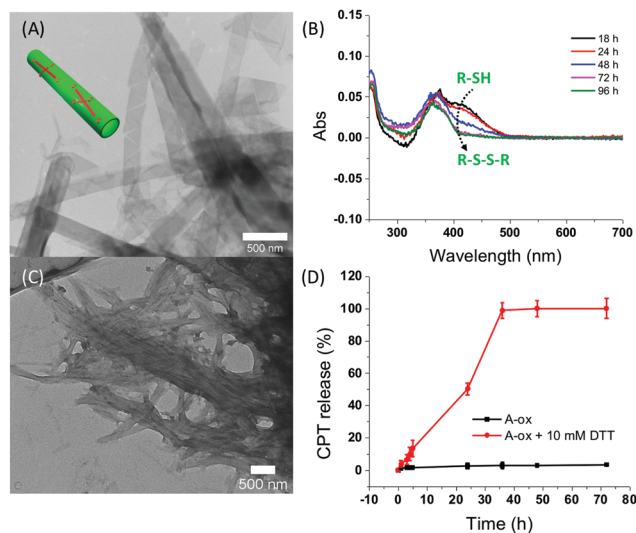 (A)
500 nm
(B)
Abs
0.15
0.10
0.05
0.00
-0.05
-0.10
18 h
24 h
48 h
72 h
96 h
R-SH
R-S-S-R
300 400 500 600 700
Wavelength (nm)
(C)
500 nm
(D)
CPT release (%)
120
100
80
60
40
20
0
A-ox
A-ox + 10 mM DTT
-10 0 10 20 30 40 50 60 70 80
Time (h)